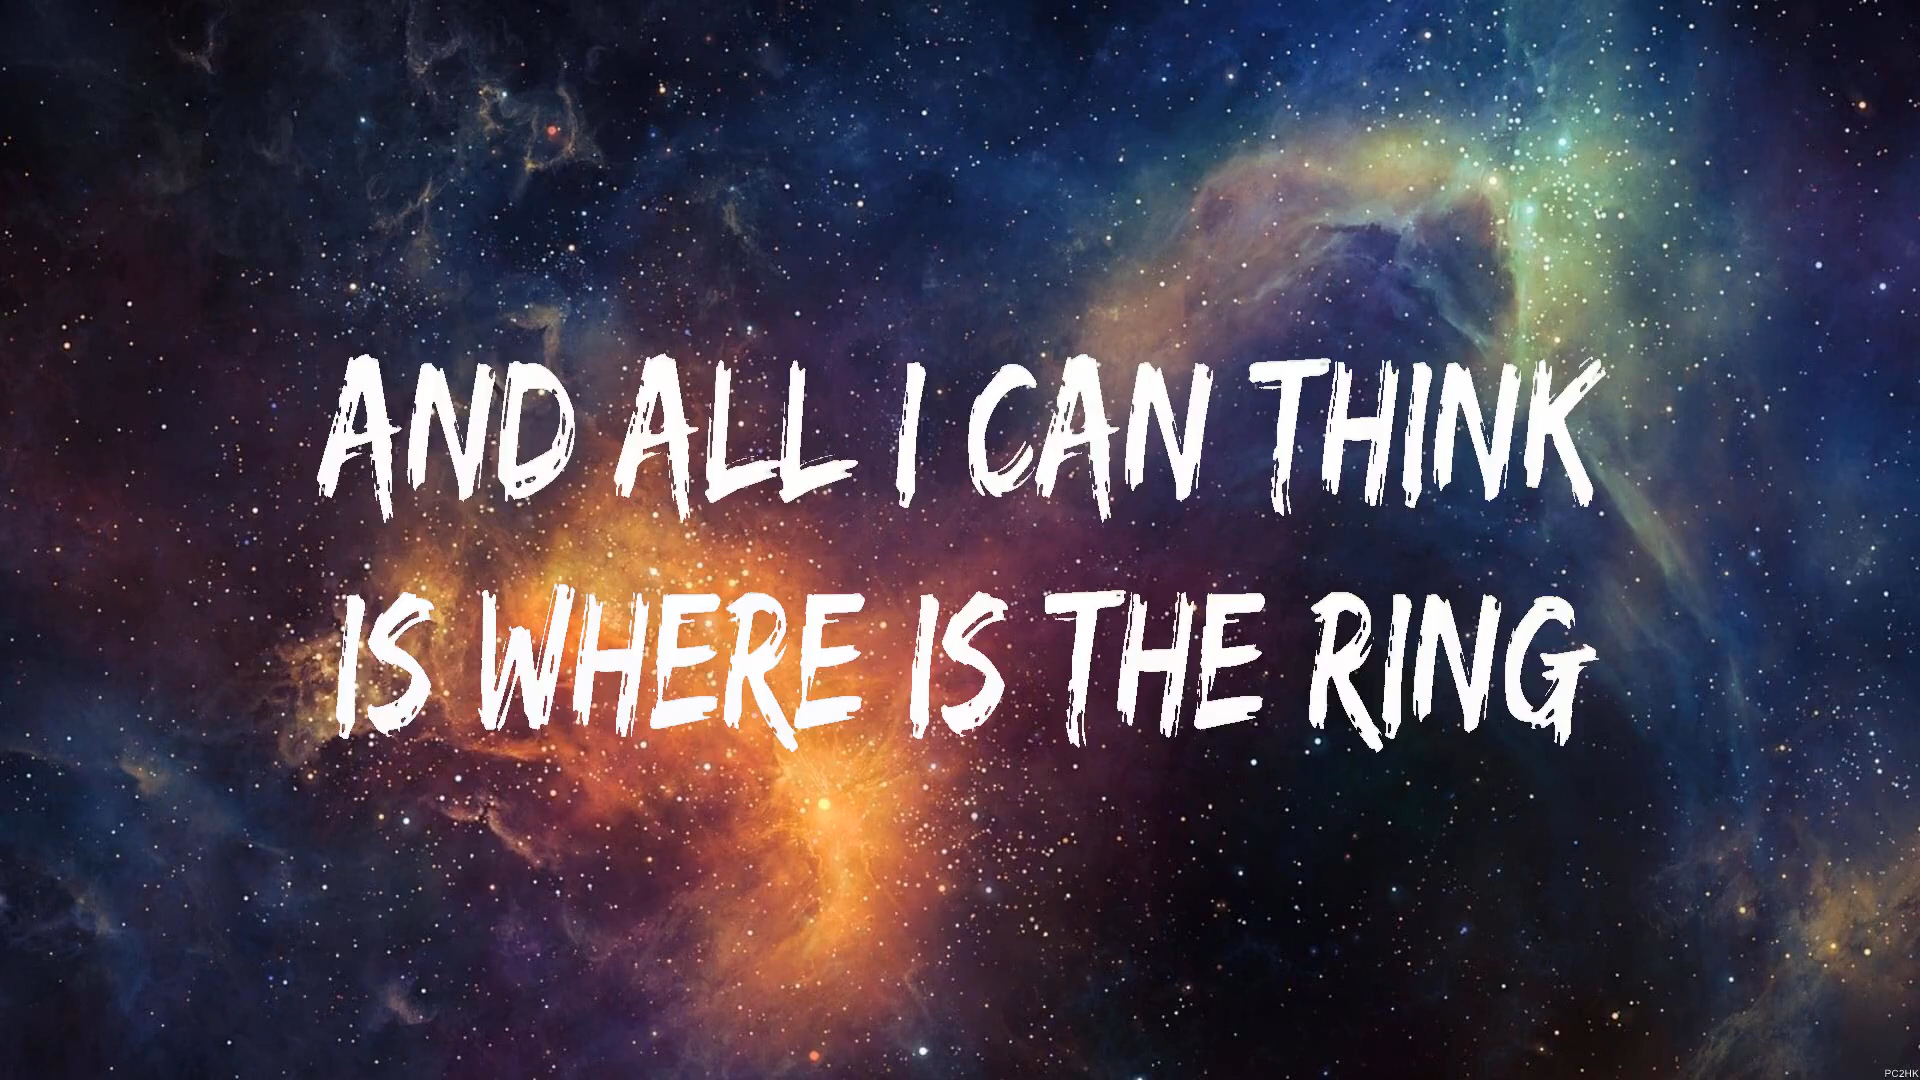 AND ALL I CAN THINK
IS WHERE IS THE RING
PC2HK